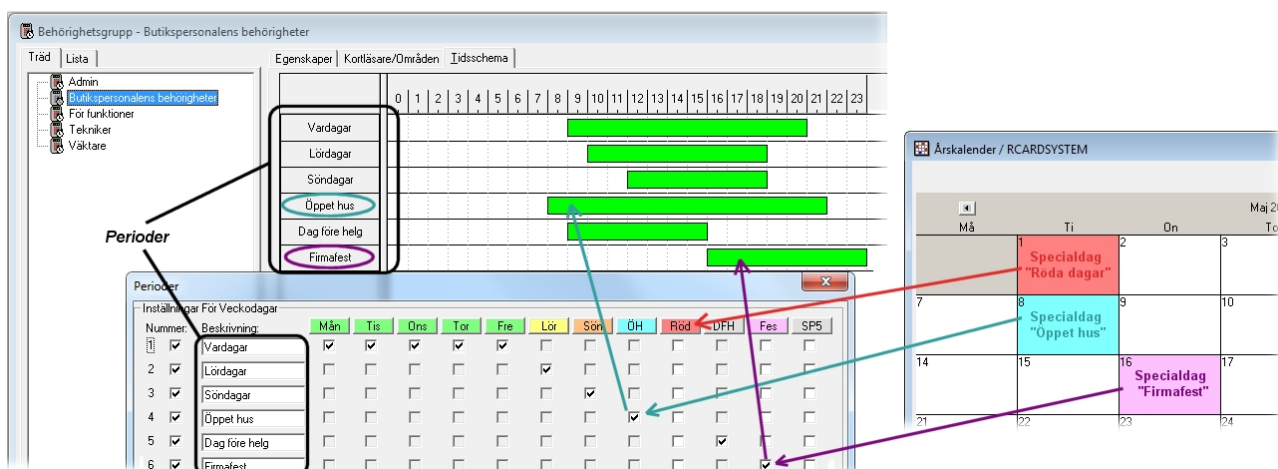 Behörighetsgrupp - Butikspersonalens behörigheter
Träd Lista
Admin
Butikspersonalens behörigheter
För funktioner
Tekniker
Väktare
Egenskaper Kortläsare/Områden Tidsschema
0 1 2 3 4 5 6 7 8 9 10 11 12 13 14 15 16 17 18 19 20 21 22 23
Vardagar
Lördagar
Söndagar
Öppet hus
Dag före helg
Firmafest
Perioder
Perioder
Inställningar För Veckodagar
Nummer: Beskrivning: Mån Tis Ons Tor Fre Lör Sön ÖH Röd DFH Fes SP5
1 Vardagar
2 Lördagar
3 Söndagar
4 Öppet hus
5 Dag före helg
6 Firmafest
Årskalender / RCARDSYSTEM
Maj 20
Må Ti On To
1 2 3
Specialdag
"Röda dagar"
7 8 9 10
Specialdag
"Öppet hus"
14 15 16 17
Specialdag
"Firmafest"
21 22 23 24